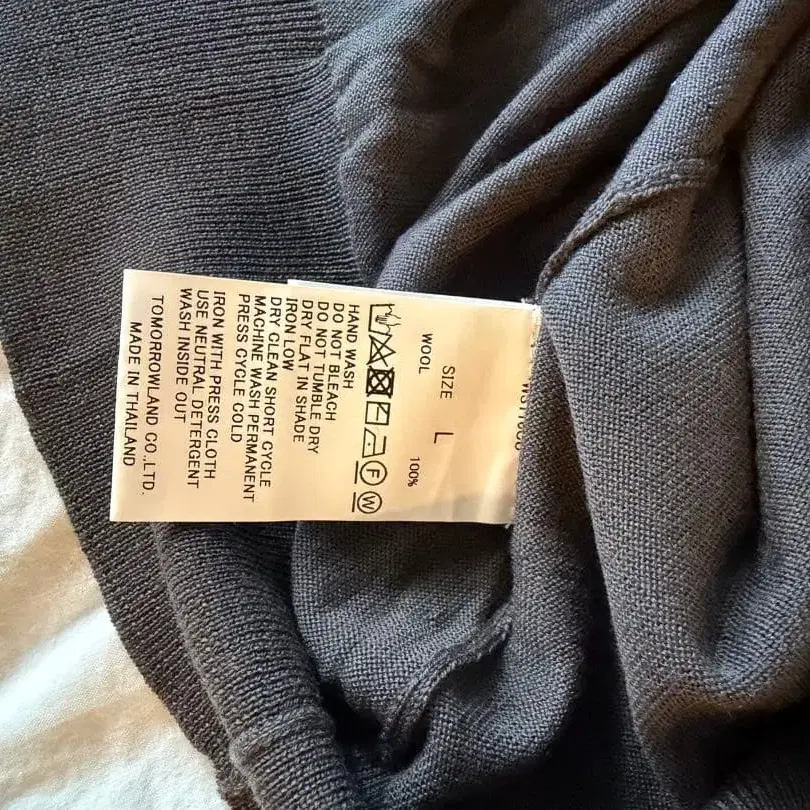 SIZE L
WOOL 100%
HAND WASH
DO NOT BLEACH
DO NOT TUMBLE DRY
DRY FLAT IN SHADE
IRON LOW
DRY CLEAN SHORT CYCLE
MACHINE WASH PERMANENT
PRESS CYCLE COLD
IRON WITH PRESS CLOTH
USE NEUTRAL DETERGENT
WASH INSIDE OUT
TOMORROWLAND CO.,LTD.
MADE IN THAILAND